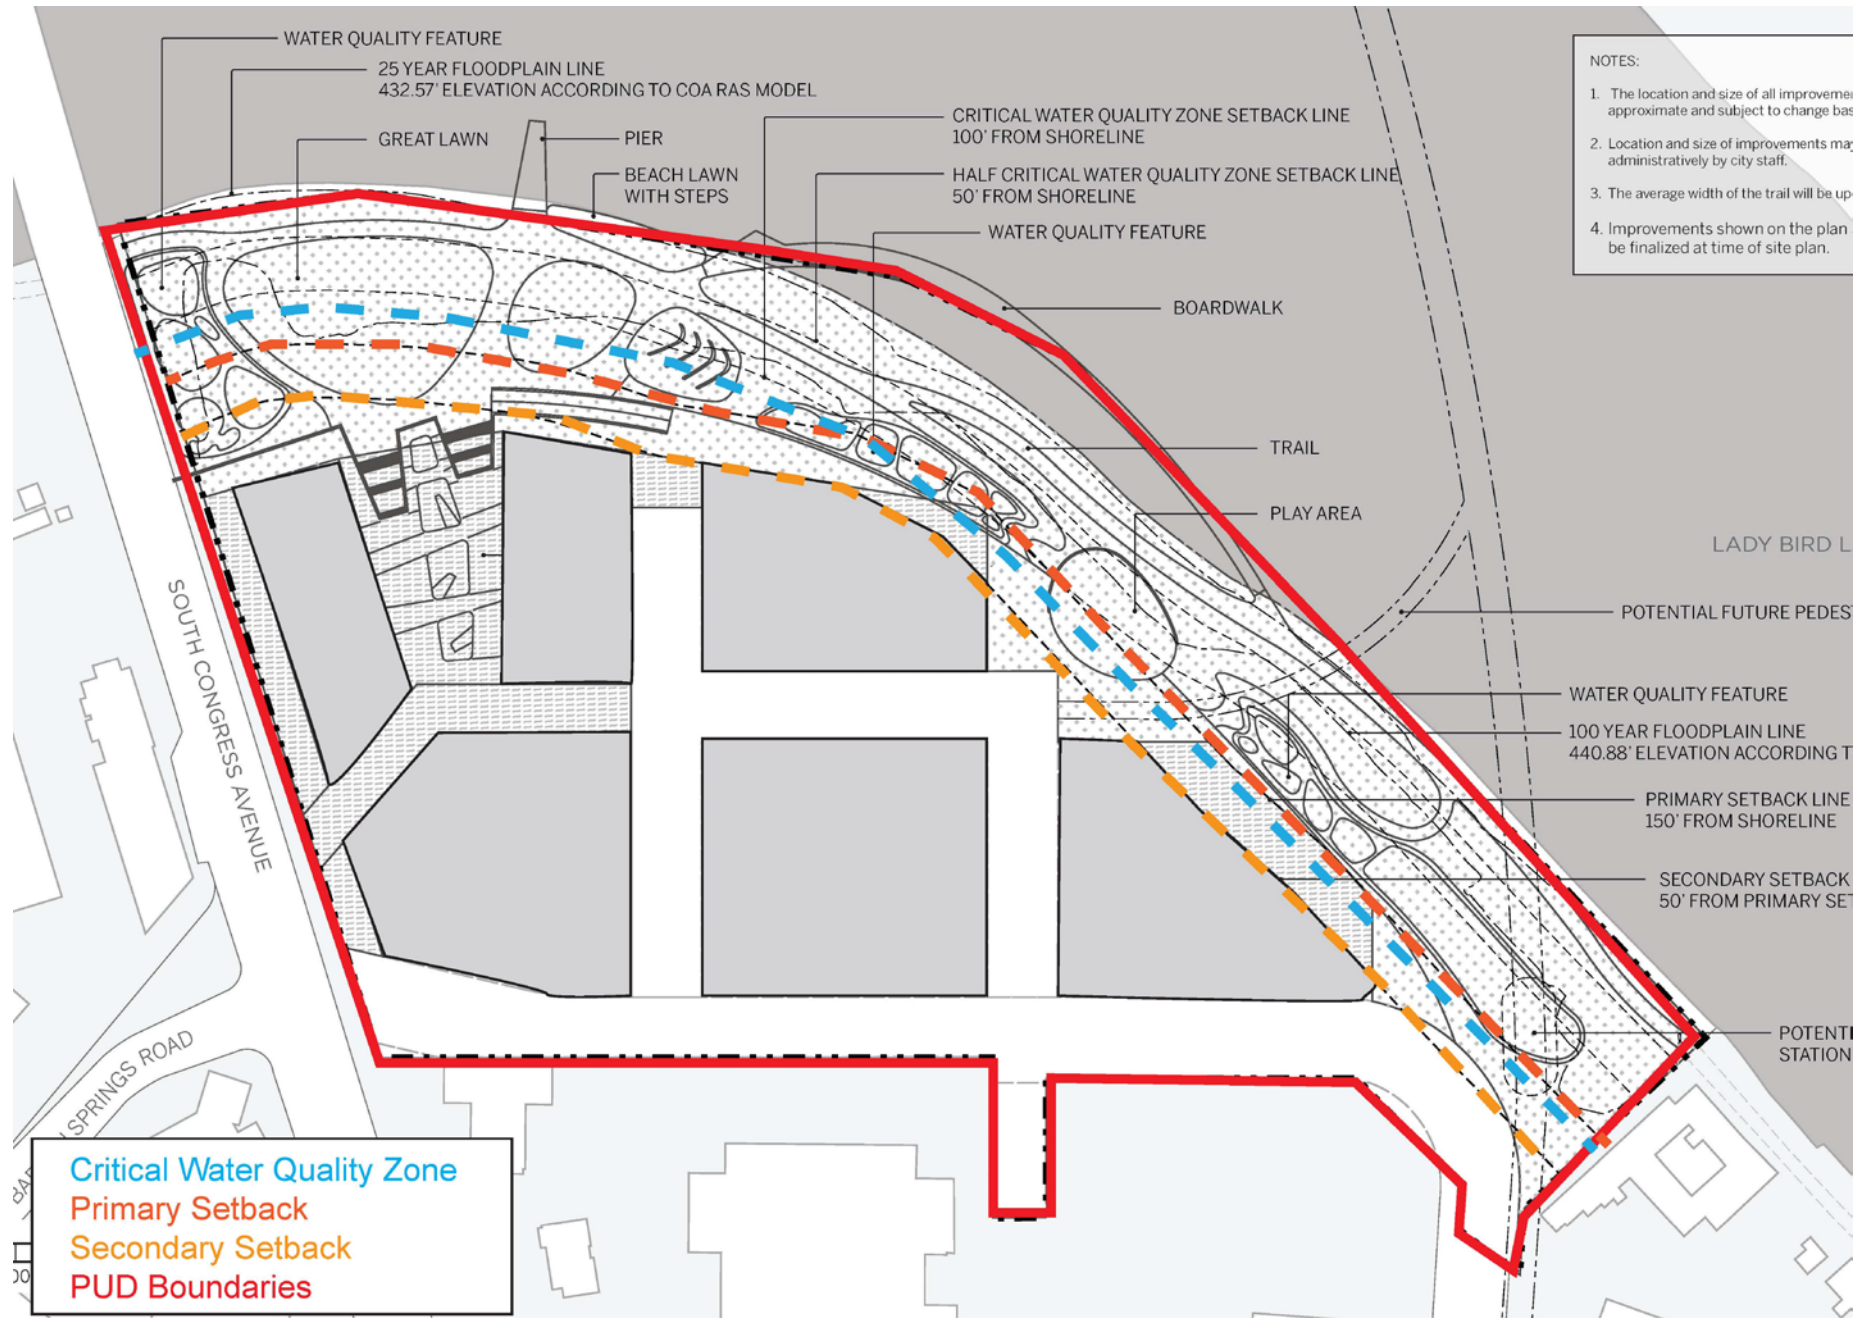 WATER QUALITY FEATURE
25 YEAR FLOODPLAIN LINE
432.57' ELEVATION ACCORDING TO COA RAS MODEL
GREAT LAWN
PIER
BEACH LAWN
WITH STEPS
CRITICAL WATER QUALITY ZONE SETBACK LINE
100' FROM SHORELINE
HALF CRITICAL WATER QUALITY ZONE SETBACK LINE
50' FROM SHORELINE
WATER QUALITY FEATURE
BOARDWALK
NOTES:
1. The location and size of all improveme
approximate and subject to change bas
2. Location and size of improvements may
administratively by city staff.
3. The average width of the trail will be up
4. Improvements shown on the plan
be finalized at time of site plan.
TRAIL
PLAY AREA
LADY BIRD L
POTENTIAL FUTURE PEDES
WATER QUALITY FEATURE
100 YEAR FLOODPLAIN LINE
440.88' ELEVATION ACCORDING T
PRIMARY SETBACK LINE
150' FROM SHORELINE
SECONDARY SETBACK
50' FROM PRIMARY SET
POTENTI
STATION
SOUTH CONGRESS AVENUE
SPRINGS ROAD
Critical Water Quality Zone
Primary Setback
Secondary Setback
PUD Boundaries